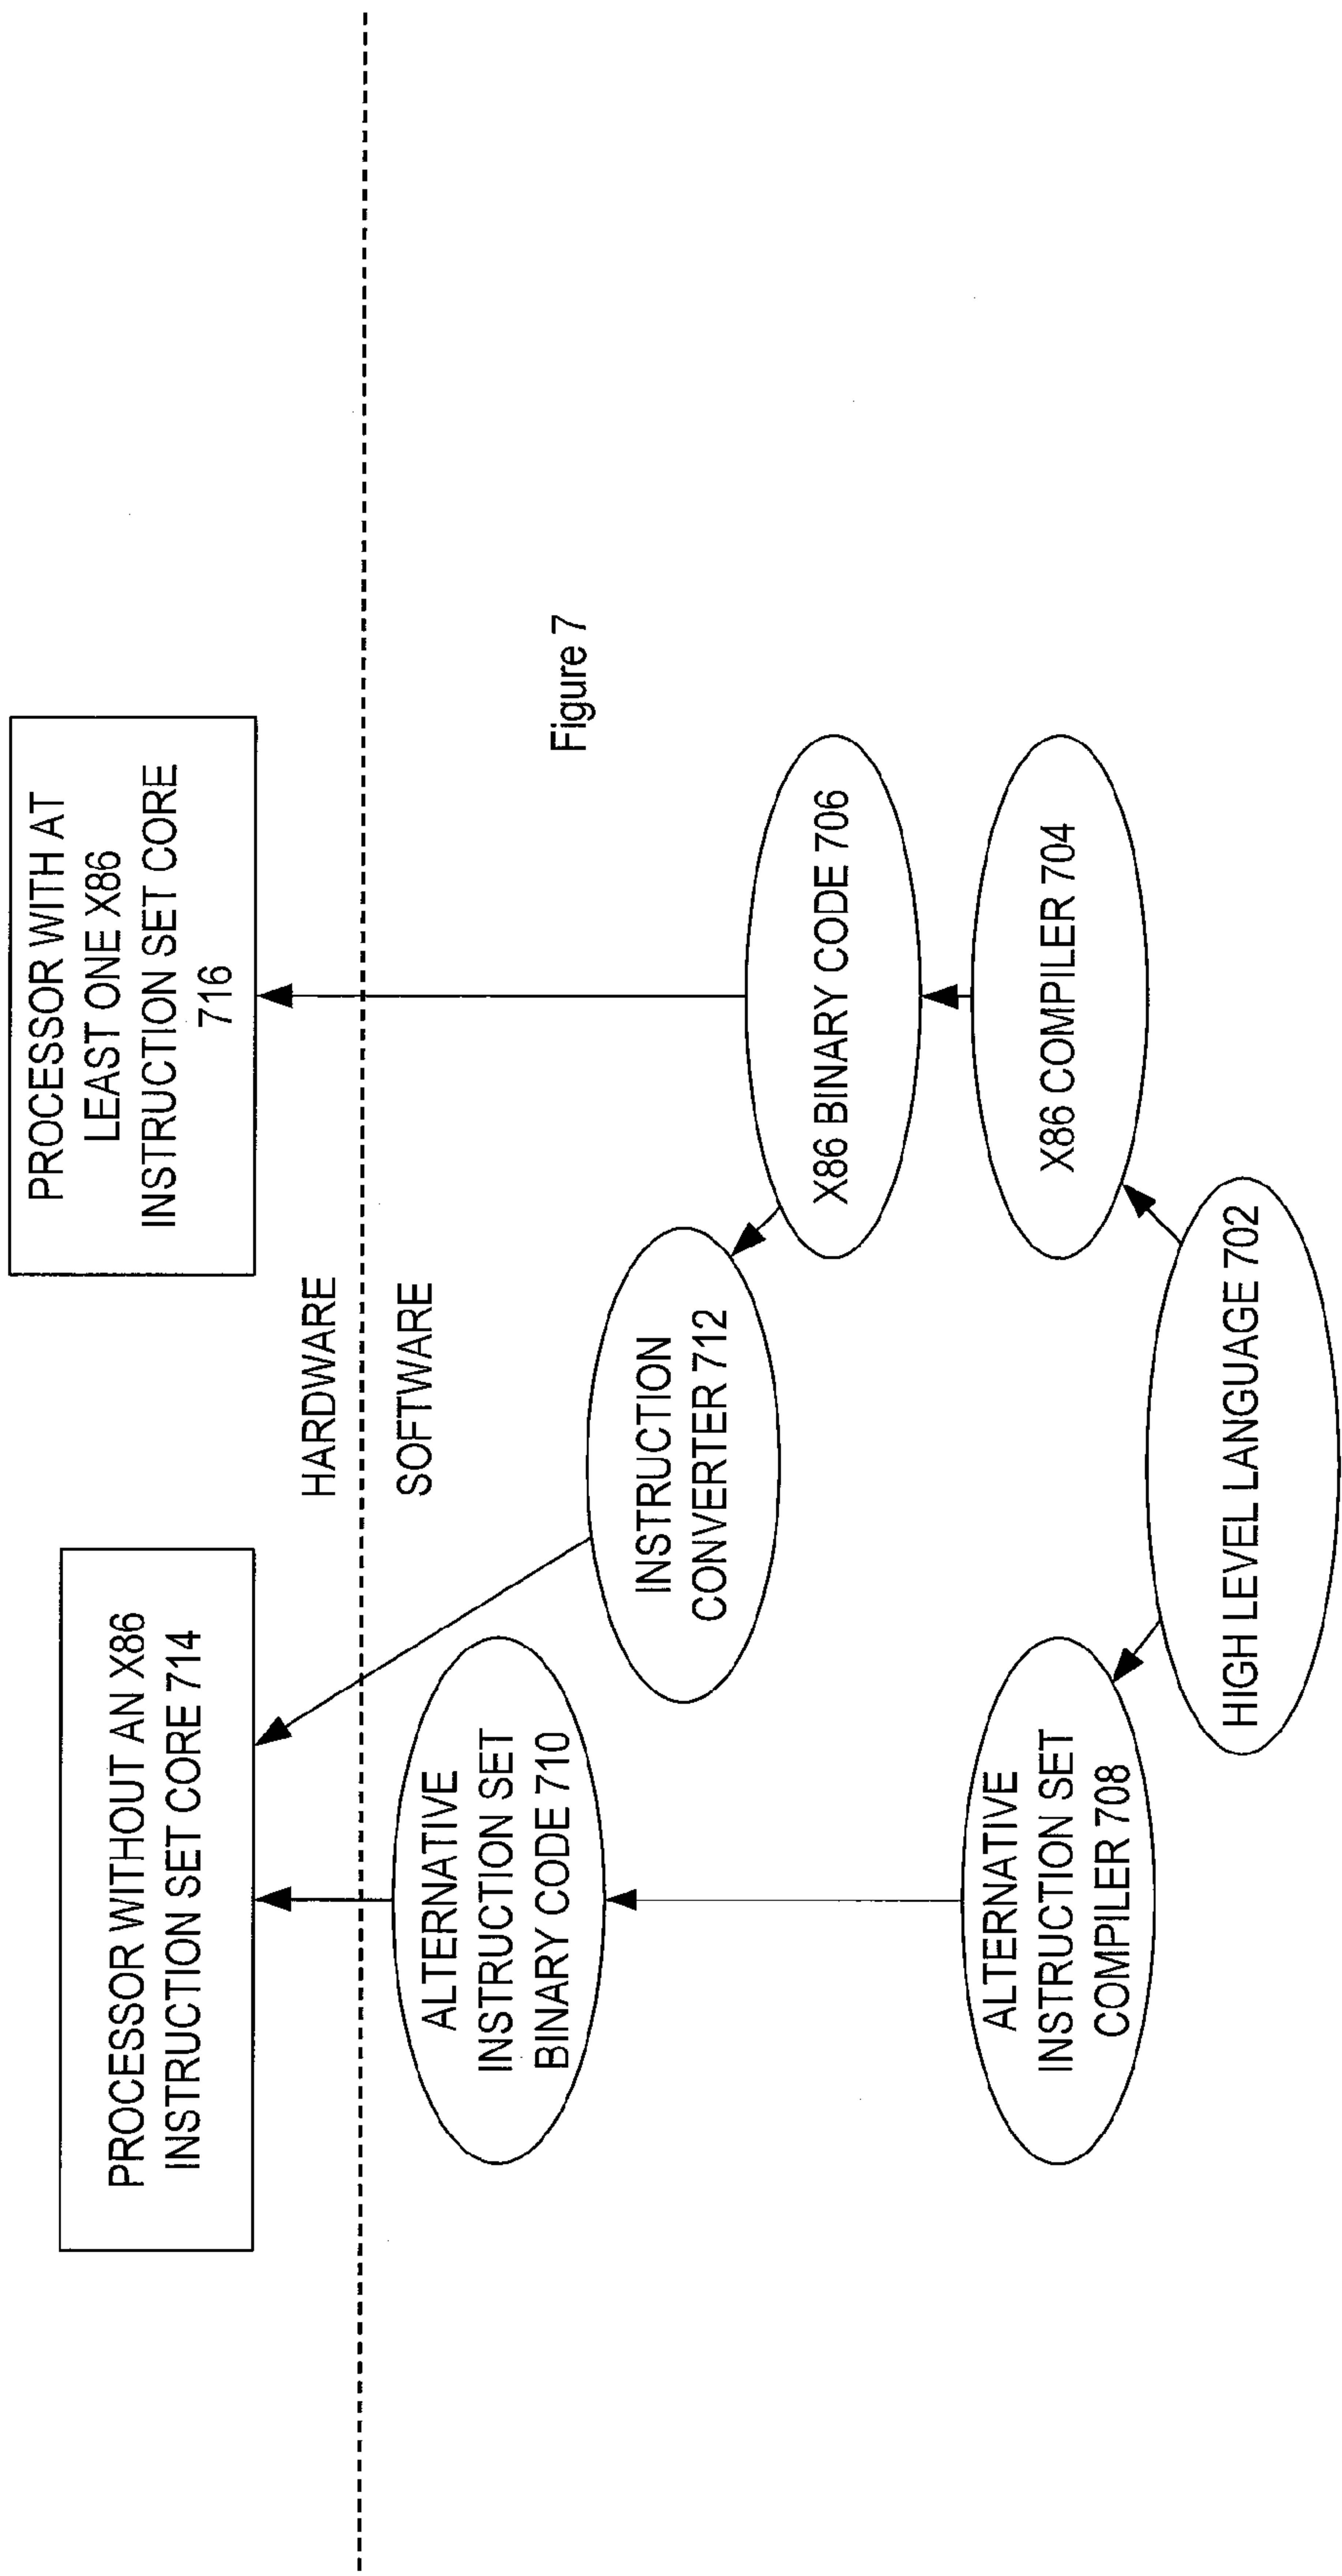 PROCESSOR WITHOUT AN X86
INSTRUCTION SET CORE 714
PROCESSOR WITH AT
LEAST ONE X86
INSTRUCTION SET CORE
716
HARDWARE
SOFTWARE
ALTERNATIVE
INSTRUCTION SET
BINARY CODE 710
INSTRUCTION
CONVERTER 712
Figure 7
X86 BINARY CODE 706
ALTERNATIVE
INSTRUCTION SET
COMPILER 708
X86 COMPILER 704
HIGH LEVEL LANGUAGE 702